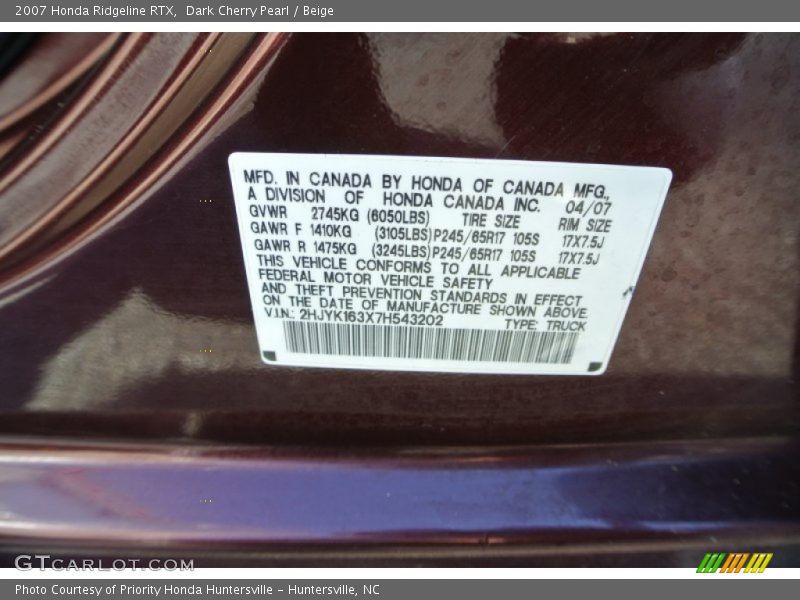 2007 Honda Ridgeline RTX, Dark Cherry Pearl / Beige
MFD. IN CANADA BY HONDA OF CANADA MFG.,
A DIVISION OF HONDA CANADA INC. 04/07
GVWR 2745KG (6050LBS) TIRE SIZE RIM SIZE
GAWR F 1410KG (3105LBS) P245/65R17 105S 17X7.5J
GAWR R 1475KG (3245LBS) P245/65R17 105S 17X7.5J
THIS VEHICLE CONFORMS TO ALL APPLICABLE
FEDERAL MOTOR VEHICLE SAFETY
AND THEFT PREVENTION STANDARDS IN EFFECT
ON THE DATE OF MANUFACTURE SHOWN ABOVE.
V.I.N.: 2HJYK163X7H543202 TYPE: TRUCK
GTCARLOT.COM
Photo Courtesy of Priority Honda Huntersville - Huntersville, NC